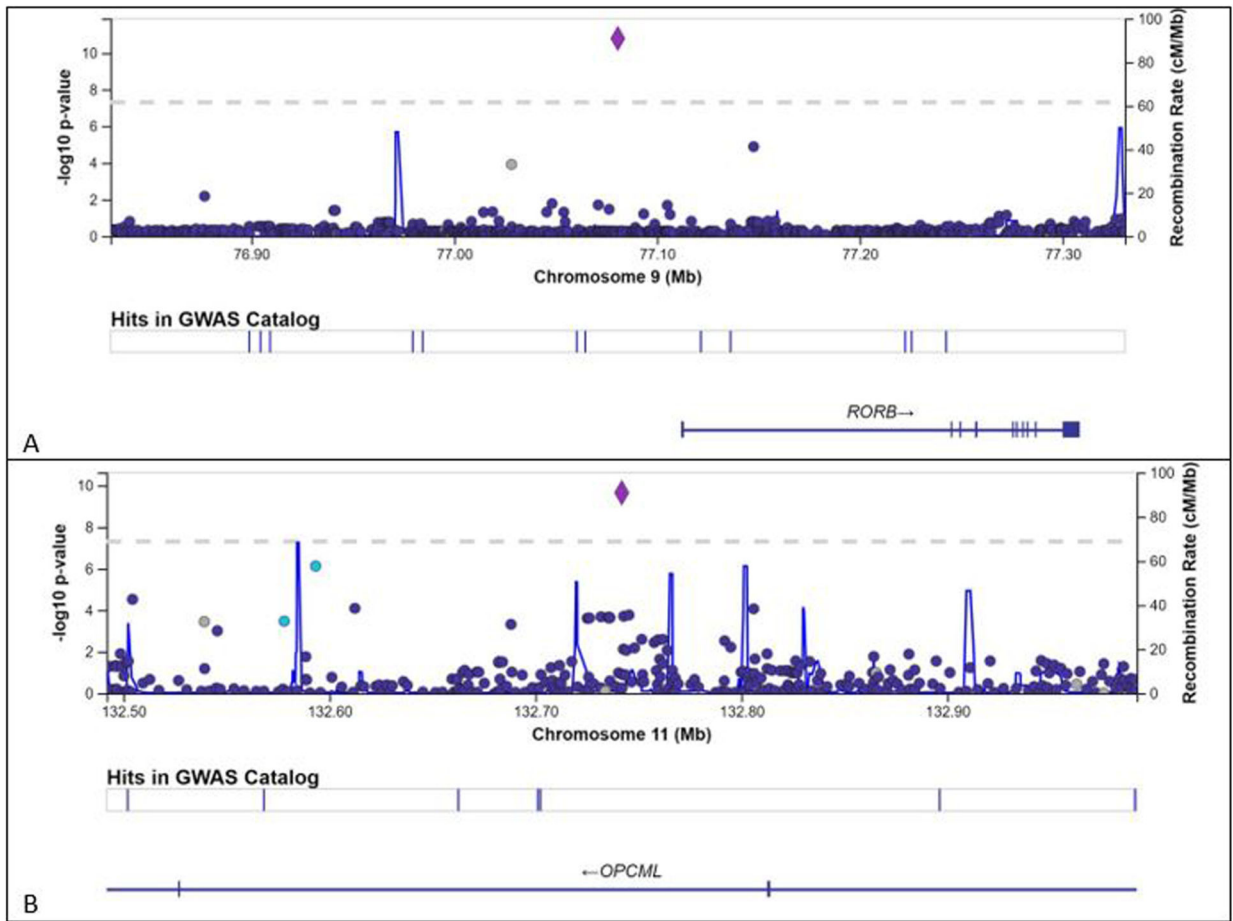 -log10 p-value
10
8
6
4
2
0
Recombination Rate (cM/Mb)
100
80
60
40
20
0
76.90 77.00 77.10 77.20 77.30
Chromosome 9 (Mb)
Hits in GWAS Catalog
RORB→
A
-log10 p-value
10
8
6
4
2
0
Recombination Rate (cM/Mb)
100
80
60
40
20
0
132.50 132.60 132.70 132.80 132.90
Chromosome 11 (Mb)
Hits in GWAS Catalog
←OPCML
B